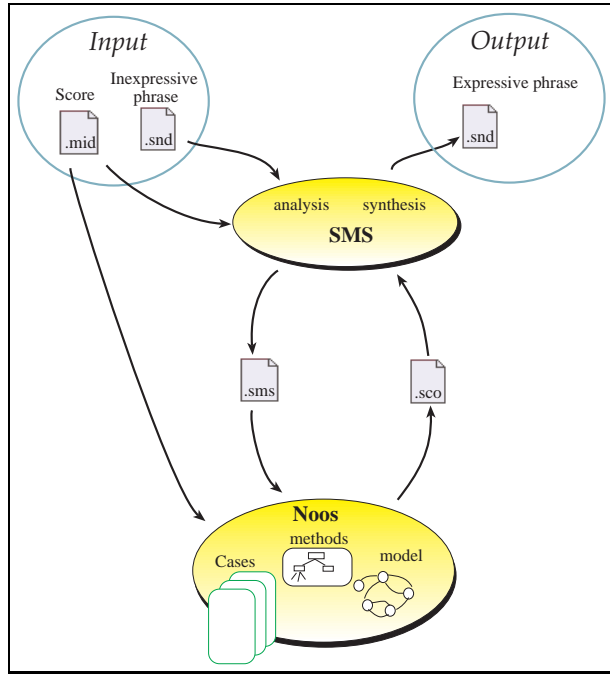 Input
Output
Score
Inexpressive
phrase
.mid
.snd
Expressive phrase
.snd
analysis
synthesis
SMS
.sms
.sco
Noos
methods
Cases
model